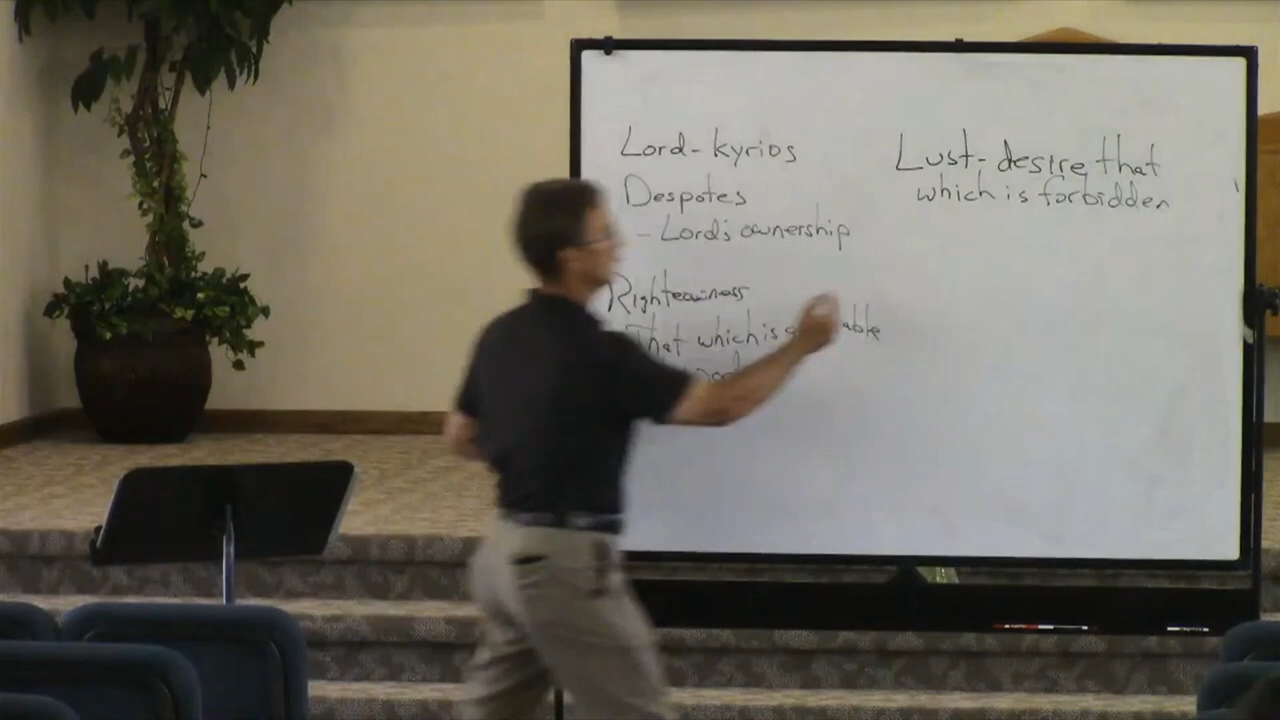 Lord - kyrios
Despotes
- Lord's ownership
Righteousness
That which is
Lust - desire that
which is forbidden